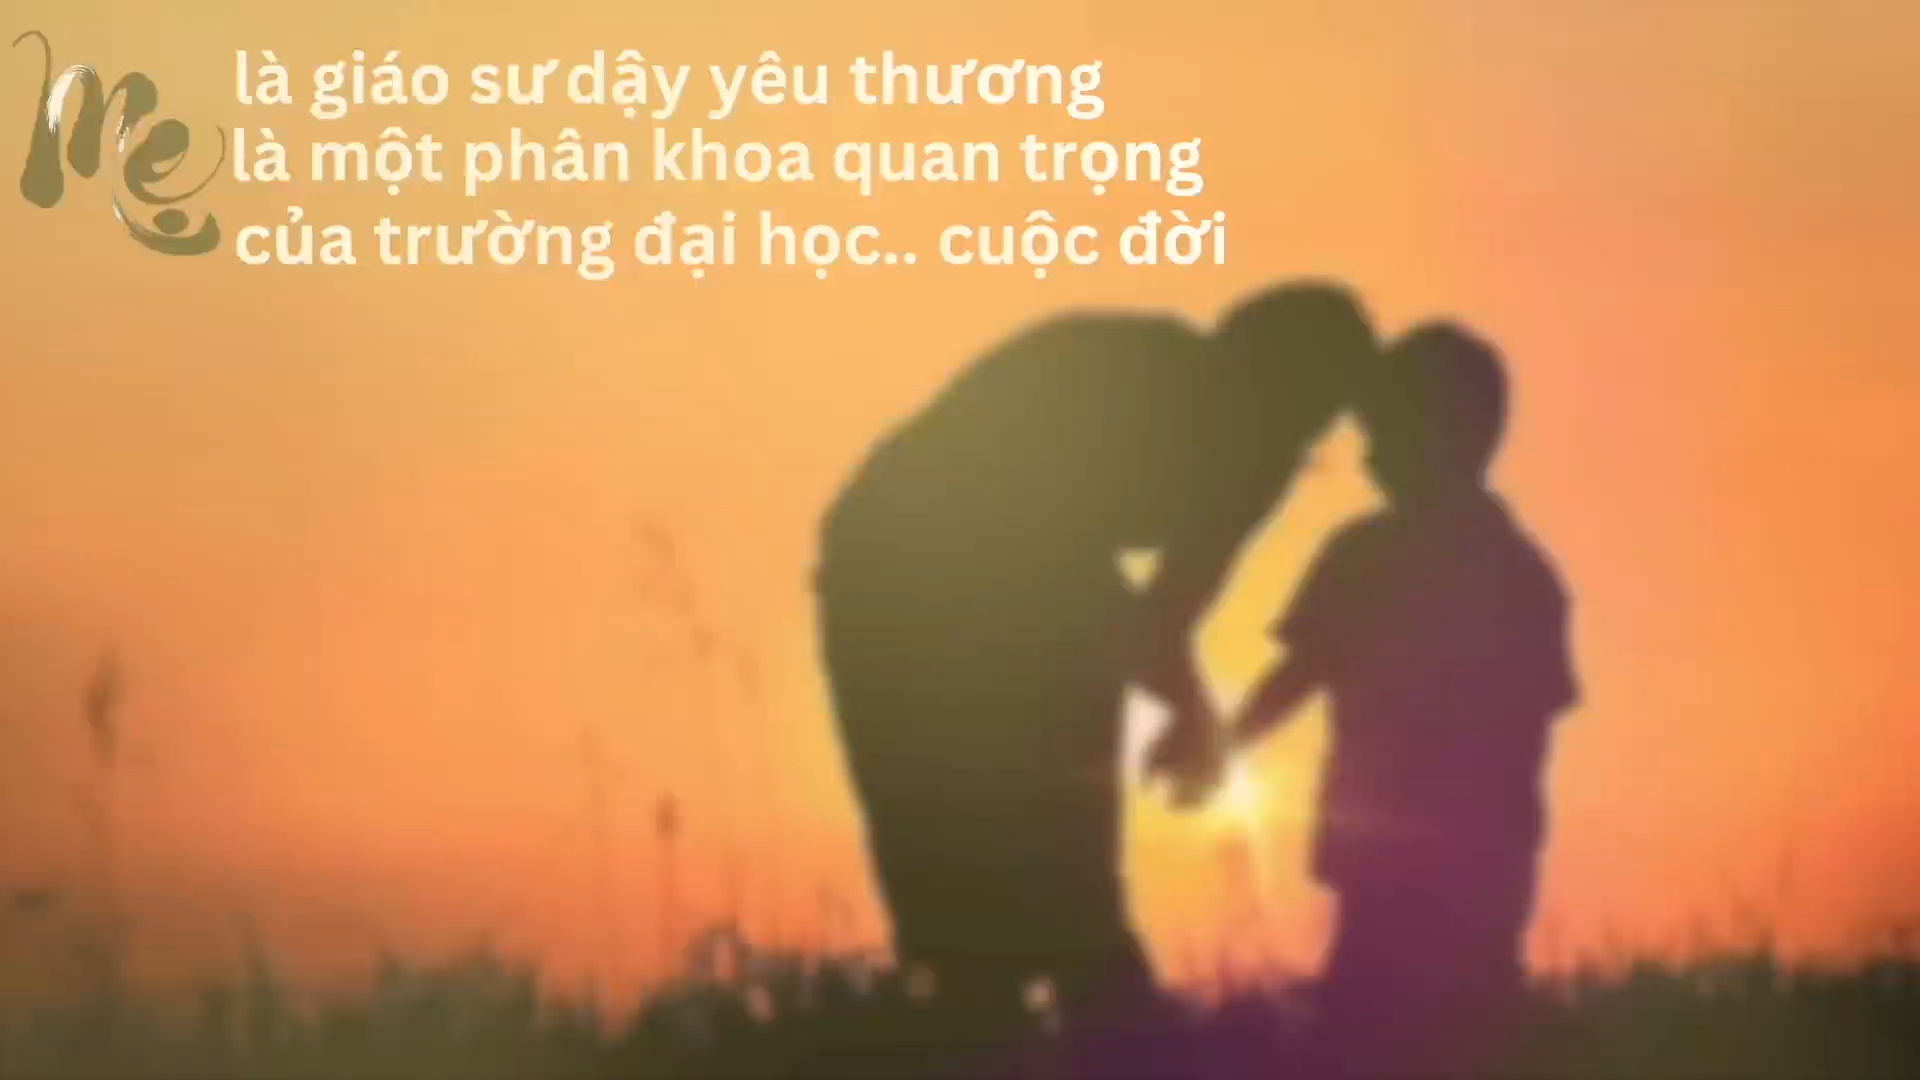 Mẹ
là giáo sư dậy yêu thương
là một phân khoa quan trọng
của trường đại học.. cuộc đời